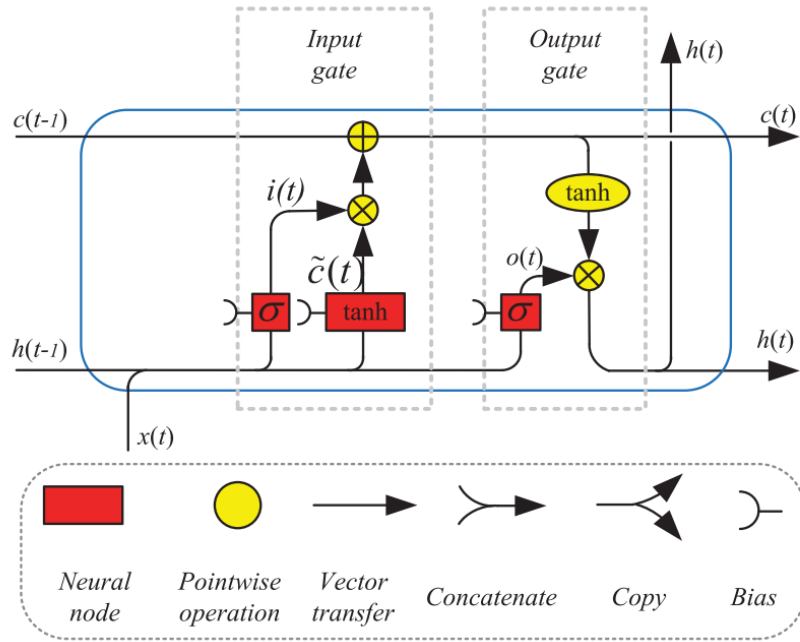 Input
gate
Output
gate
h(t)
c(t-1)
c(t)
i(t)
tanh
c̃(t)
o(t)
σ
tanh
σ
h(t-1)
h(t)
x(t)
Neural
node
Pointwise
operation
Vector
transfer
Concatenate
Copy
Bias